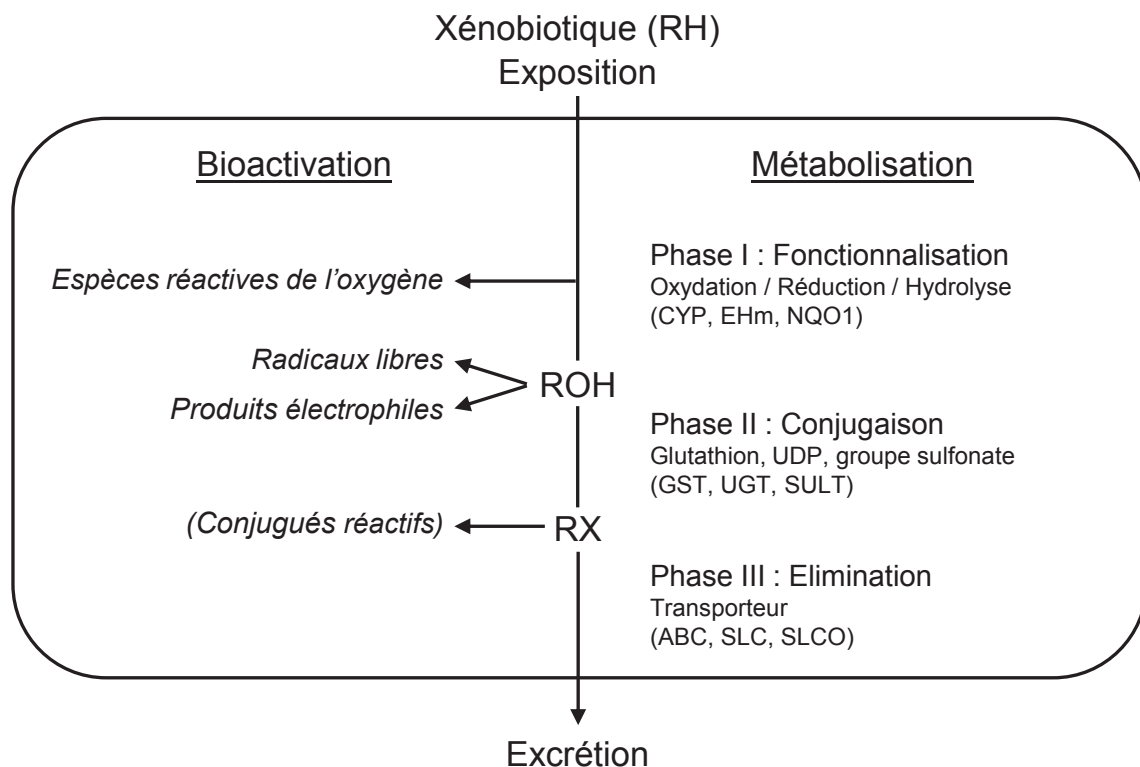 Xénobiotique (RH)
Exposition
Bioactivation
Métabolisation
Espèces réactives de l’oxygène
Phase I : Fonctionnalisation
Oxydation / Réduction / Hydrolyse
(CYP, EHm, NQO1)
Radicaux libres
Produits électrophiles
ROH
Phase II : Conjugaison
Glutathion, UDP, groupe sulfonate
(GST, UGT, SULT)
(Conjugués réactifs)
RX
Phase III : Elimination
Transporteur
(ABC, SLC, SLCO)
Excrétion